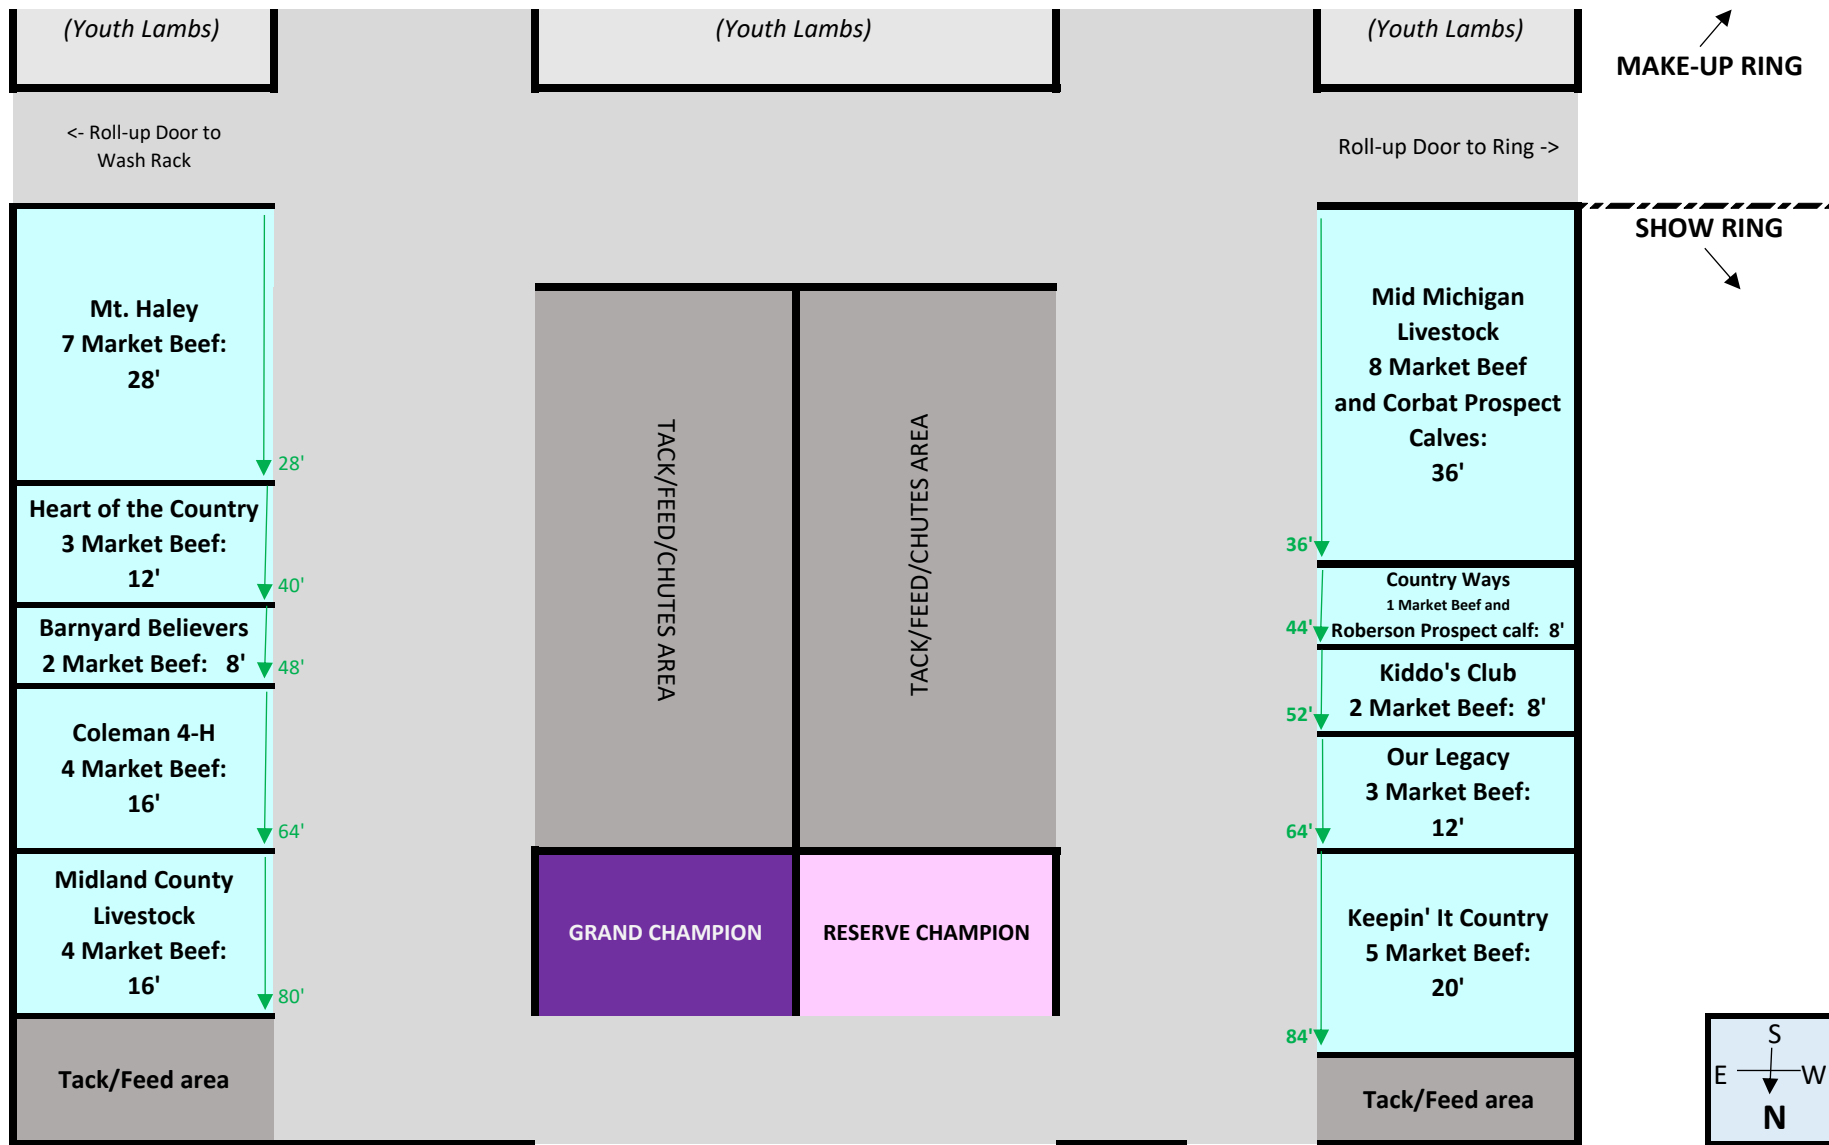 (Youth Lambs)
(Youth Lambs)
(Youth Lambs)
MAKE-UP RING
<- Roll-up Door to
Wash Rack
Roll-up Door to Ring ->
SHOW RING
Mt. Haley
7 Market Beef:
28'
28'
Heart of the Country
3 Market Beef:
12'
40'
Barnyard Believers
2 Market Beef: 8'
48'
Coleman 4-H
4 Market Beef:
16'
64'
Midland County
Livestock
4 Market Beef:
16'
80'
Tack/Feed area
TACK/FEED/CHUTES AREA
TACK/FEED/CHUTES AREA
GRAND CHAMPION
RESERVE CHAMPION
Mid Michigan
Livestock
8 Market Beef
and Corbat Prospect
Calves:
36'
36'
Country Ways
1 Market Beef and
Roberson Prospect calf: 8'
44'
Kiddo's Club
2 Market Beef: 8'
52'
Our Legacy
3 Market Beef:
12'
64'
Keepin' It Country
5 Market Beef:
20'
84'
Tack/Feed area
S
E W
N